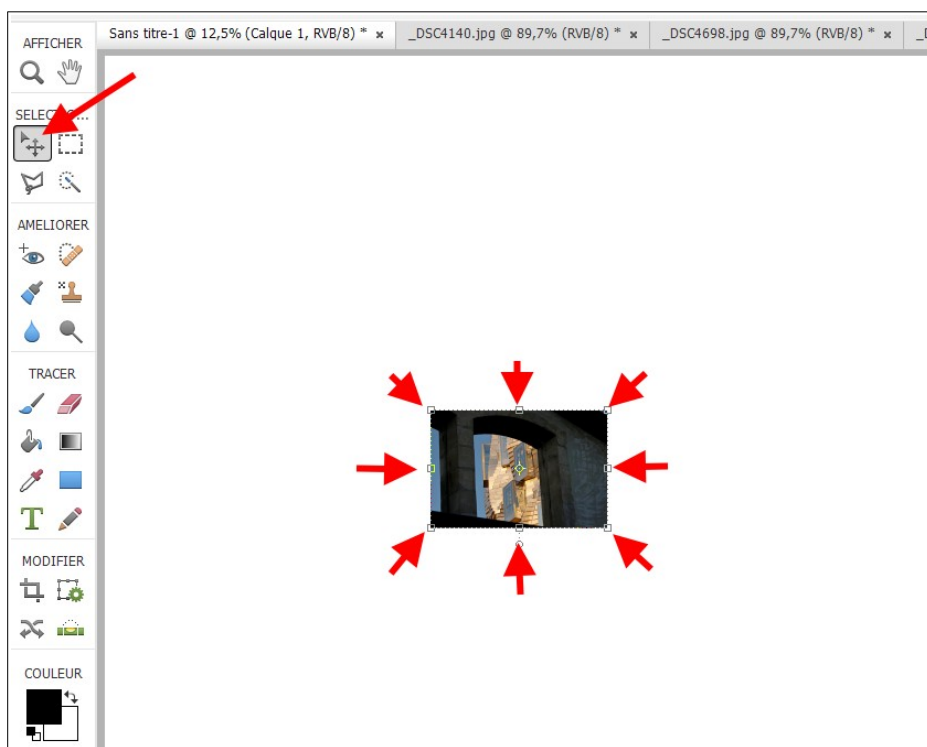 Sans titre-1 @ 12,5% (Calque 1, RVB/8) * x
_DSC4140.jpg @ 89,7% (RVB/8) * x
_DSC4698.jpg @ 89,7% (RVB/8) * x
AFFICHER
SELECTIO...
AMELIORER
TRACER
T
MODIFIER
COULEUR